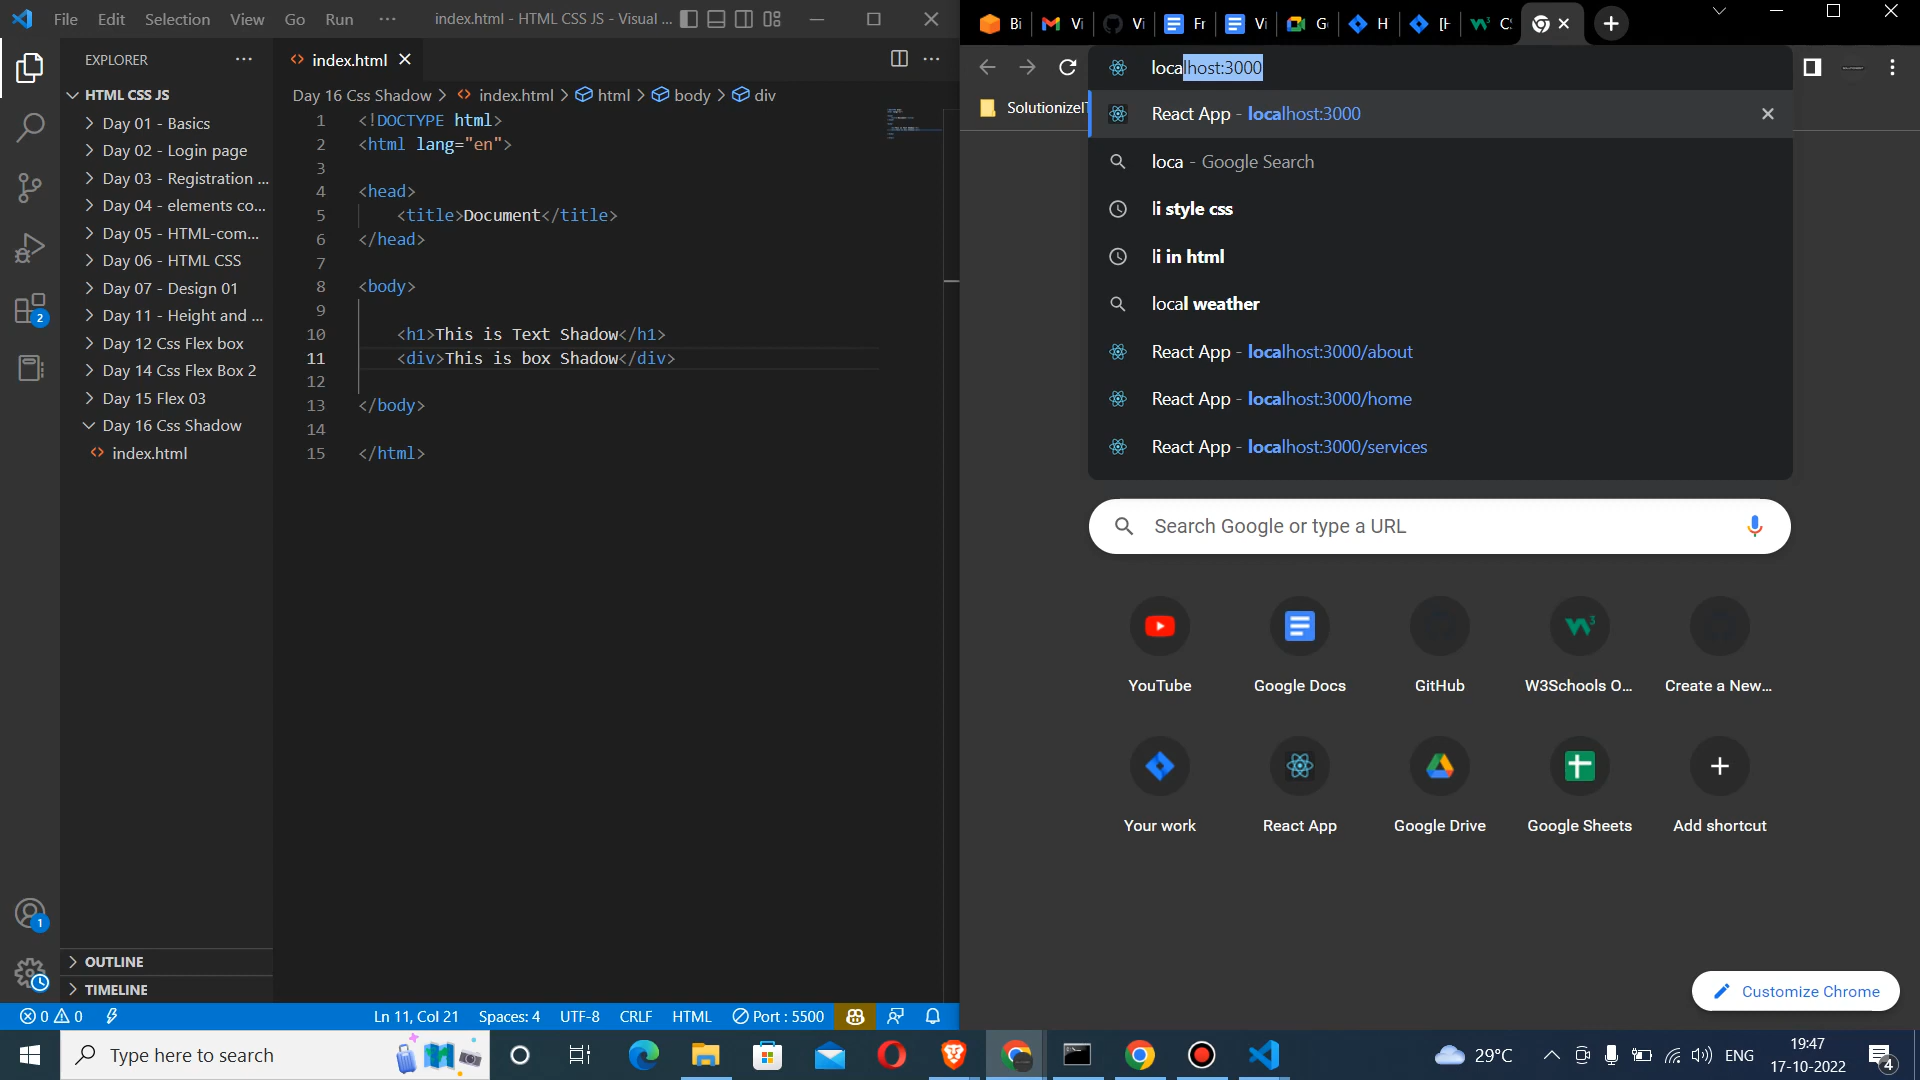 File Edit Selection View Go Run ··· index.html - HTML CSS JS - Visual ...
EXPLORER
HTML CSS JS
Day 01 - Basics
Day 02 - Login page
Day 03 - Registration ...
Day 04 - elements co...
Day 05 - HTML-com...
Day 06 - HTML CSS
Day 07 - Design 01
Day 11 - Height and ...
Day 12 Css Flex box
Day 14 Css Flex Box 2
Day 15 Flex 03
Day 16 Css Shadow
index.html
OUTLINE
TIMELINE
2
1
index.html
Day 16 Css Shadow > index.html > html > body > div
1 <!DOCTYPE html>
2 <html lang="en">
3
4 <head>
5 <title>Document</title>
6 </head>
7
8 <body>
9
10 <h1>This is Text Shadow</h1>
11 <div>This is box Shadow</div>
12
13 </body>
14
15 </html>
0 0 Ln 11, Col 21 Spaces: 4 UTF-8 CRLF HTML Port : 5500
Bi Vi Vi Fr Vi G H [H C
localhost:3000
SolutionizeIT
React App - localhost:3000
loca - Google Search
li style css
li in html
local weather
React App - localhost:3000/about
React App - localhost:3000/home
React App - localhost:3000/services
Search Google or type a URL
YouTube Google Docs GitHub W3Schools O... Create a New...
Your work React App Google Drive Google Sheets Add shortcut
Customize Chrome
Type here to search
29°C ENG
19:47
17-10-2022
4